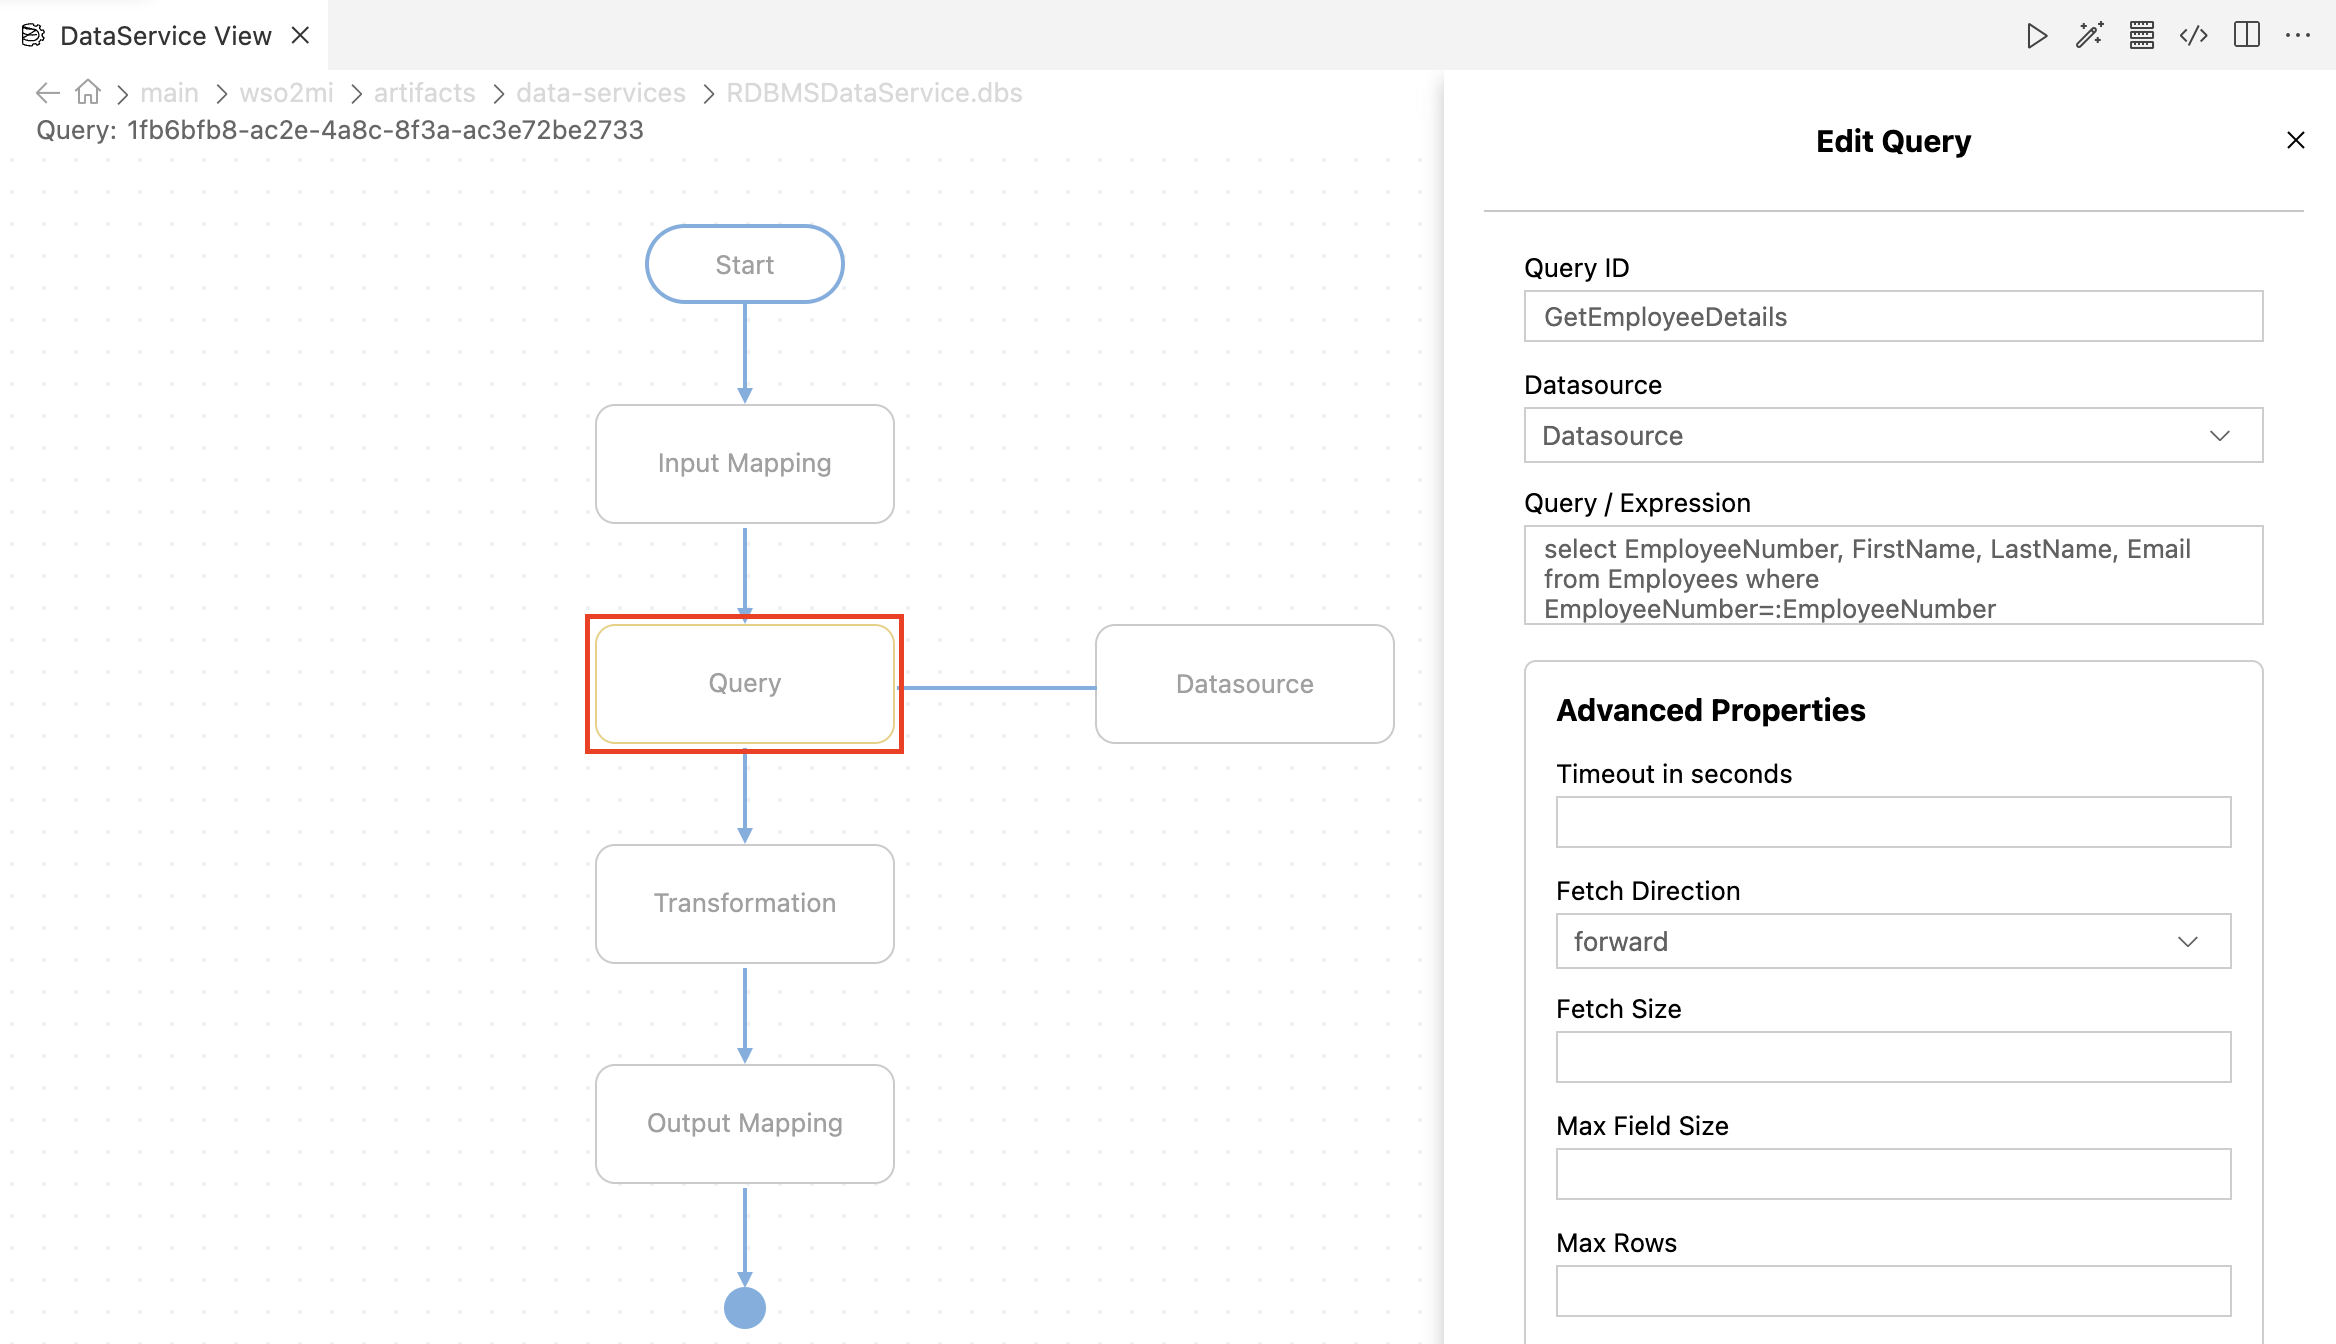 DataService View
main
wso2mi
artifacts
data-services
RDBMSDataService.dbs
Query: 1fb6bfb8-ac2e-4a8c-8f3a-ac3e72be2733
Start
Input Mapping
Query
Datasource
Transformation
Output Mapping
Edit Query
Query ID
GetEmployeeDetails
Datasource
Datasource
Query / Expression
select EmployeeNumber, FirstName, LastName, Email
from Employees where
EmployeeNumber=:EmployeeNumber
Advanced Properties
Timeout in seconds
Fetch Direction
forward
Fetch Size
Max Field Size
Max Rows